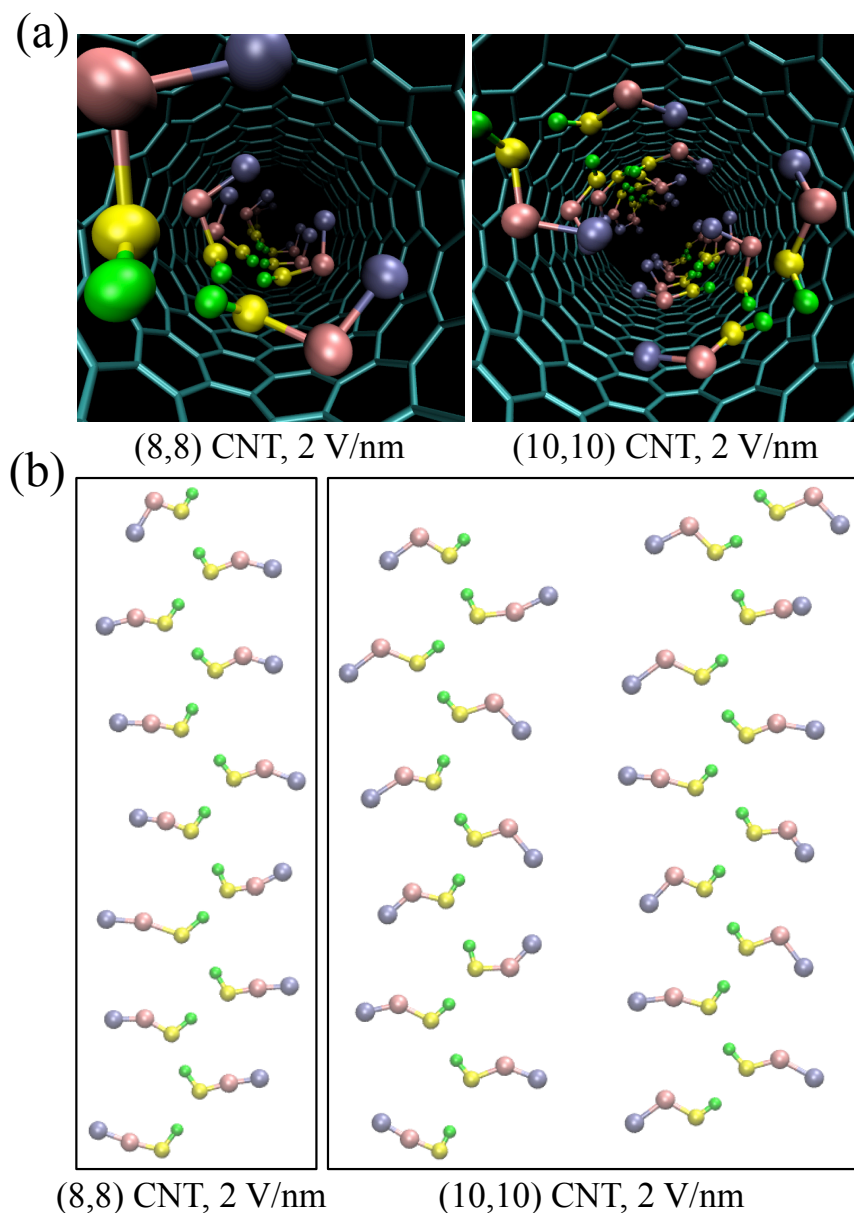 (a)
(8,8) CNT, 2 V/nm
(10,10) CNT, 2 V/nm
(b)
(8,8) CNT, 2 V/nm
(10,10) CNT, 2 V/nm